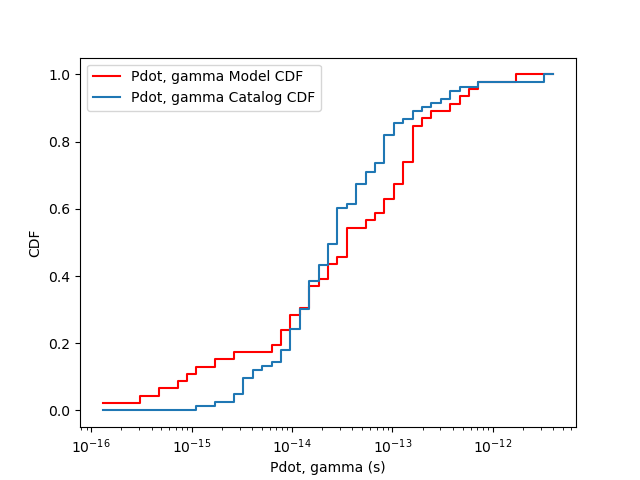 Pdot, gamma Model CDF
Pdot, gamma Catalog CDF
CDF
1.0
0.8
0.6
0.4
0.2
0.0
10⁻¹⁶ 10⁻¹⁵ 10⁻¹⁴ 10⁻¹³ 10⁻¹²
Pdot, gamma (s)